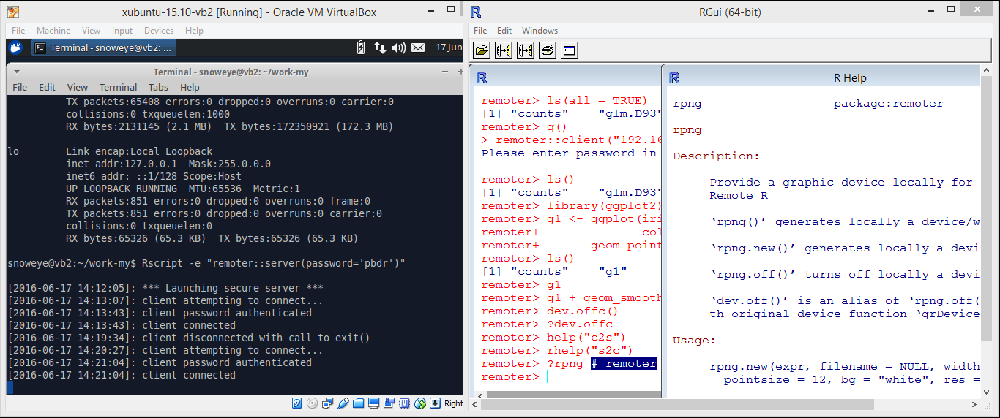 xubuntu-15.10-vb2 [Running] - Oracle VM VirtualBox
File Machine View Input Devices Help
Terminal - snoweye@vb2: ...
17 Jun
Terminal - snoweye@vb2: ~/work-my
File Edit View Terminal Tabs Help
TX packets:65408 errors:0 dropped:0 overruns:0 carrier:0
collisions:0 txqueuelen:1000
RX bytes:2131145 (2.1 MB)  TX bytes:172350921 (172.3 MB)
lo        Link encap:Local Loopback
inet addr:127.0.0.1  Mask:255.0.0.0
inet6 addr: ::1/128 Scope:Host
UP LOOPBACK RUNNING  MTU:65536  Metric:1
RX packets:851 errors:0 dropped:0 overruns:0 frame:0
TX packets:851 errors:0 dropped:0 overruns:0 carrier:0
collisions:0 txqueuelen:0
RX bytes:65326 (65.3 KB)  TX bytes:65326 (65.3 KB)
snoweye@vb2:~/work-my$ Rscript -e "remoter::server(password='pbdr')"
[2016-06-17 14:12:05]: *** Launching secure server ***
[2016-06-17 14:13:07]: client attempting to connect...
[2016-06-17 14:13:43]: client password authenticated
[2016-06-17 14:13:43]: client connected
[2016-06-17 14:19:34]: client disconnected with call to exit()
[2016-06-17 14:20:27]: client attempting to connect...
[2016-06-17 14:21:04]: client password authenticated
[2016-06-17 14:21:04]: client connected
Right
RGui (64-bit)
File Edit Windows
remoter> ls(all = TRUE)
[1] "counts"    "glm.D93"
remoter> q()
> remoter::client("192.16
Please enter password in
remoter> ls()
[1] "counts"    "glm.D93"
remoter> library(ggplot2)
remoter> g1 <- ggplot(iri
remoter+              col
remoter+       geom_point
remoter> ls()
[1] "counts"    "g1"
remoter> g1
remoter> g1 + geom_smooth
remoter> dev.offc()
remoter> ?dev.offc
remoter> help("c2s")
remoter> rhelp("s2c")
remoter> ?rpng # remoter
remoter>
R Help
rpng                  package:remoter
rpng
Description:
Provide a graphic device locally for
Remote R
‘rpng()’ generates locally a device/w
‘rpng.new()’ generates locally a devi
‘rpng.off()’ turns off locally a devi
‘dev.off()’ is an alias of ‘rpng.off(
th original device function ‘grDevice
Usage:
rpng.new(expr, filename = NULL, width
pointsize = 12, bg = "white", res =